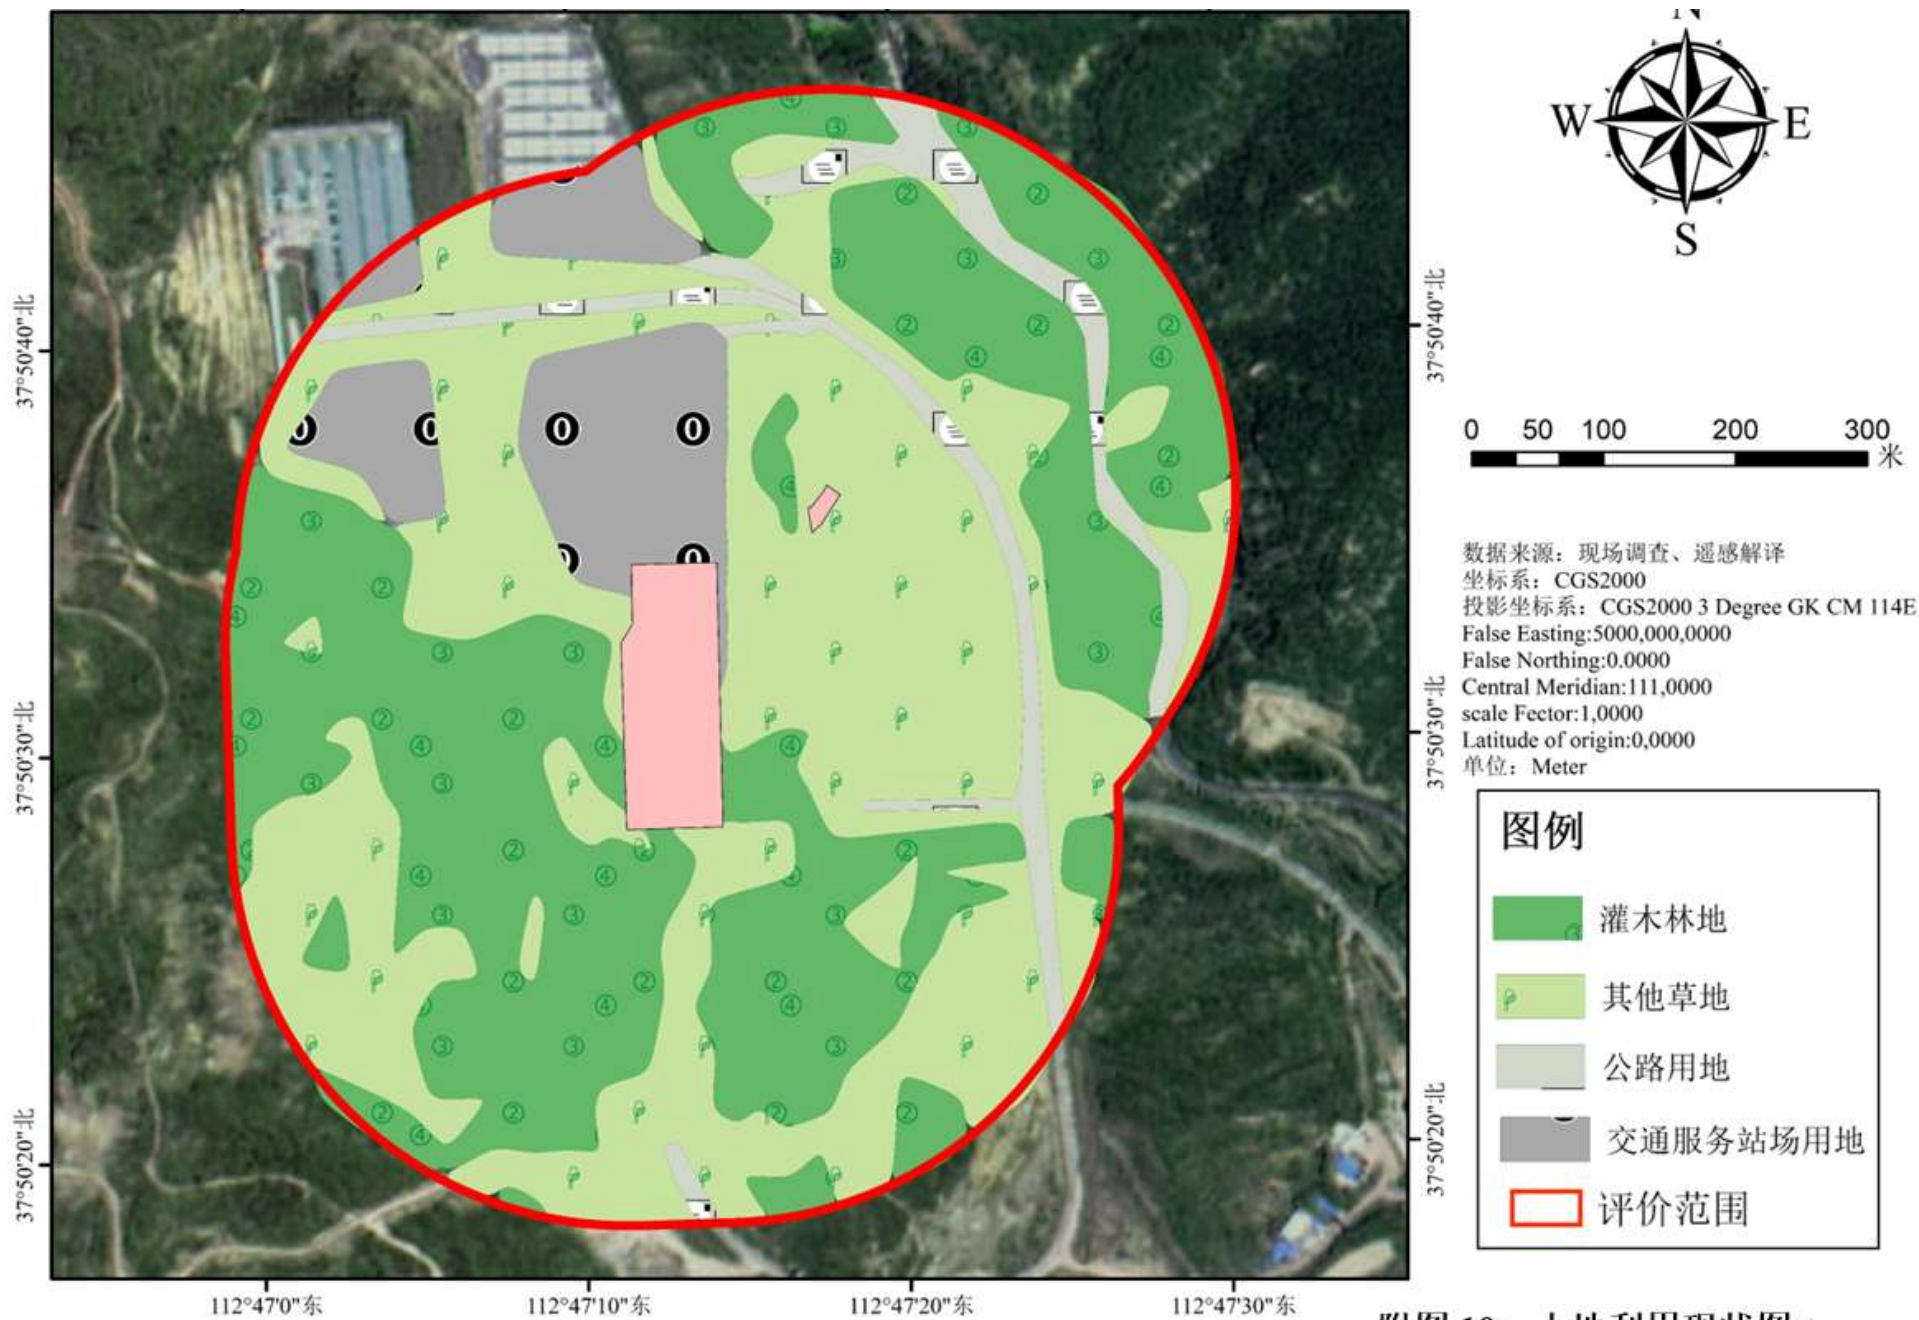 N
W
E
S
0 50 100 200 300
米
37°50'40"北
37°50'30"北
37°50'20"北
37°50'40"北
37°50'30"北
37°50'20"北
数据来源：现场调查、遥感解译
坐标系：CGS2000
投影坐标系：CGS2000 3 Degree GK CM 114E
False Easting:5000,000,0000
False Northing:0.0000
Central Meridian:111,0000
scale Fector:1,0000
Latitude of origin:0,0000
单位：Meter
图例
灌木林地
其他草地
公路用地
交通服务站场用地
评价范围
112°47'0"东
112°47'10"东
112°47'20"东
112°47'30"东